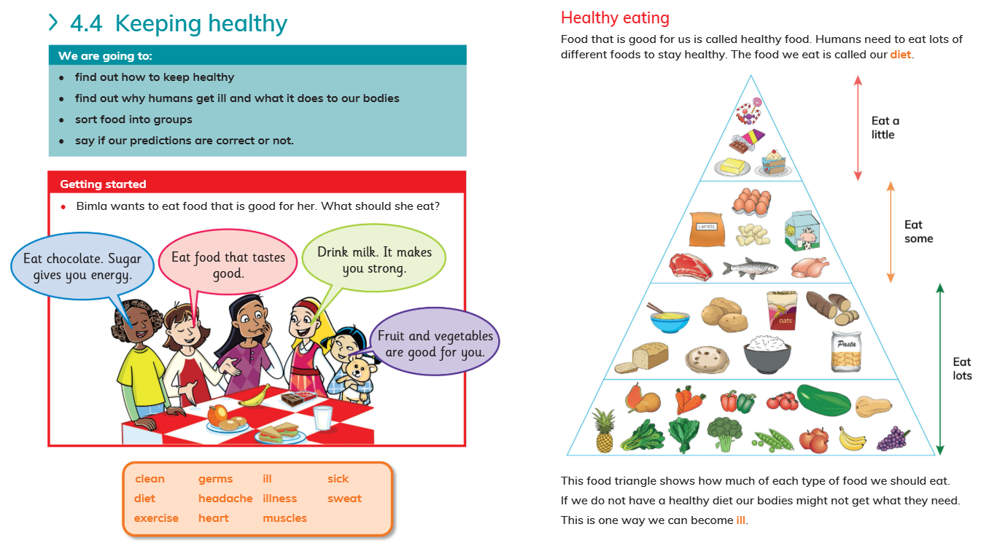 4.4 Keeping healthy
We are going to:
• find out how to keep healthy
• find out why humans get ill and what it does to our bodies
• sort food into groups
• say if our predictions are correct or not.
Getting started
• Bimla wants to eat food that is good for her. What should she eat?
Eat chocolate. Sugar
gives you energy.
Eat food that tastes
good.
Drink milk. It makes
you strong.
Fruit and vegetables
are good for you.
clean germs ill sick
diet headache illness sweat
exercise heart muscles
Healthy eating
Food that is good for us is called healthy food. Humans need to eat lots of
different foods to stay healthy. The food we eat is called our diet.
Eat a
little
Lentils
Eat
some
oats
Pasta
Eat
lots
This food triangle shows how much of each type of food we should eat.
If we do not have a healthy diet our bodies might not get what they need.
This is one way we can become ill.